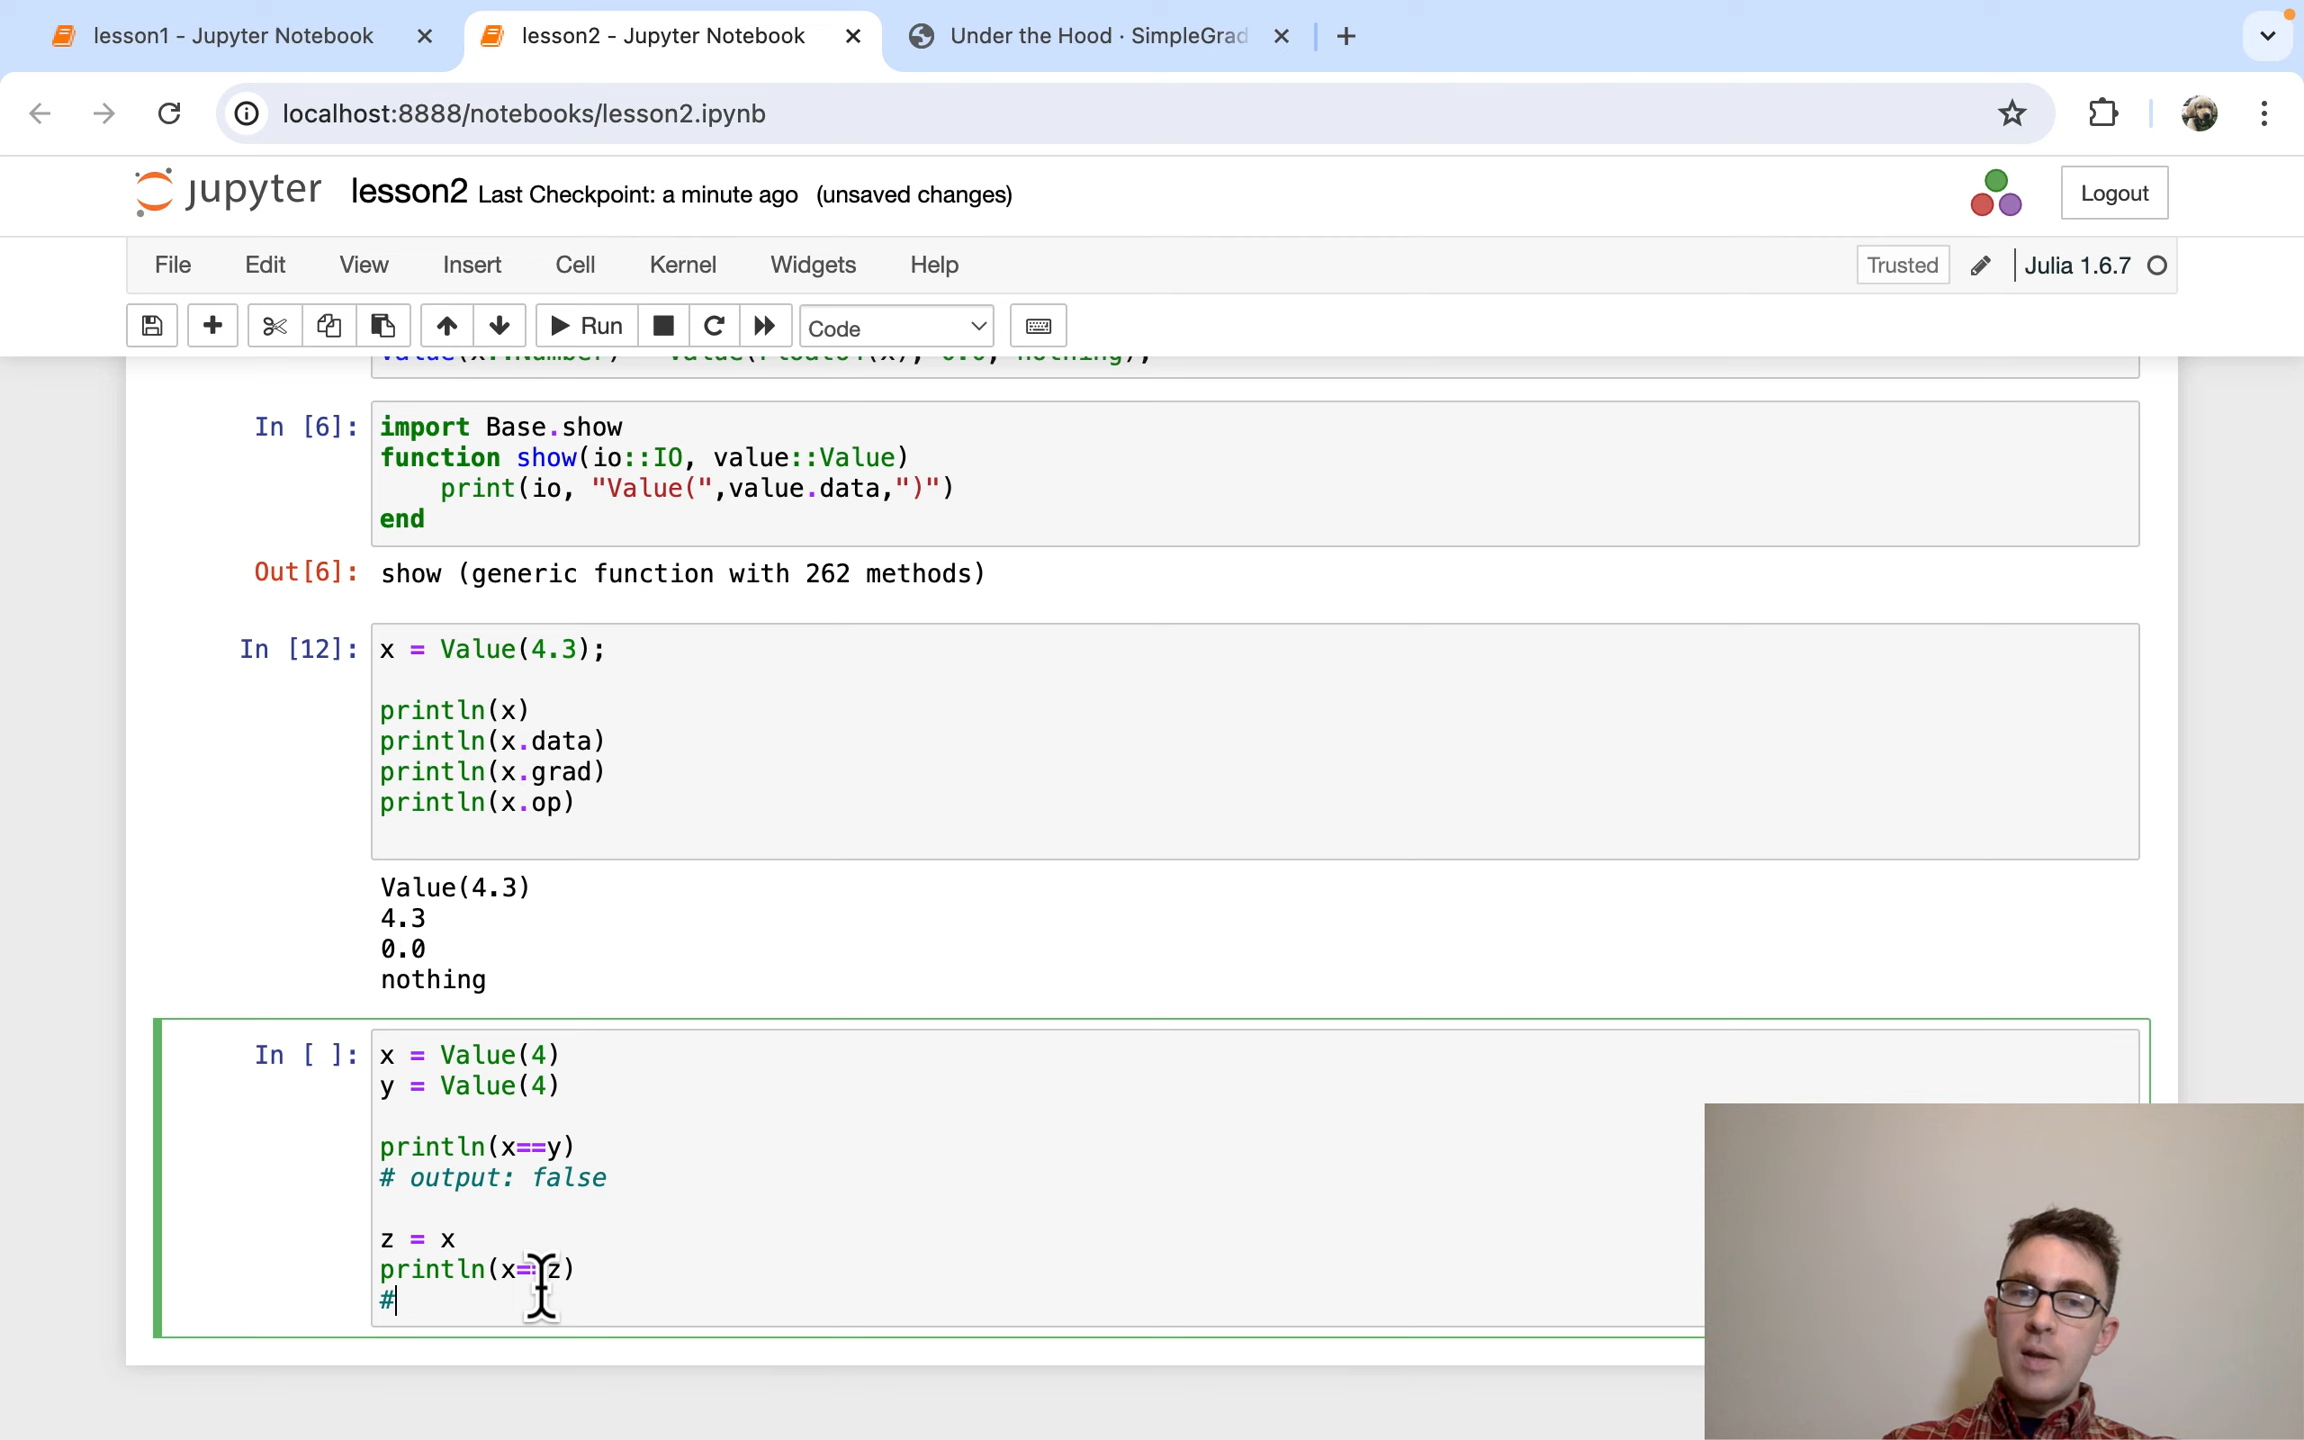 lesson1 - Jupyter Notebook
lesson2 - Jupyter Notebook
Under the Hood · SimpleGrad
localhost:8888/notebooks/lesson2.ipynb
jupyter lesson2 Last Checkpoint: a minute ago (unsaved changes)
Logout
File Edit View Insert Cell Kernel Widgets Help
Trusted
Julia 1.6.7
Run
Code
In [6]:
import Base.show
function show(io::IO, value::Value)
print(io, "Value(",value.data,")")
end
Out[6]: show (generic function with 262 methods)
In [12]:
x = Value(4.3);
println(x)
println(x.data)
println(x.grad)
println(x.op)
Value(4.3)
4.3
0.0
nothing
In [ ]:
x = Value(4)
y = Value(4)
println(x==y)
# output: false
z = x
println(x==z)
#